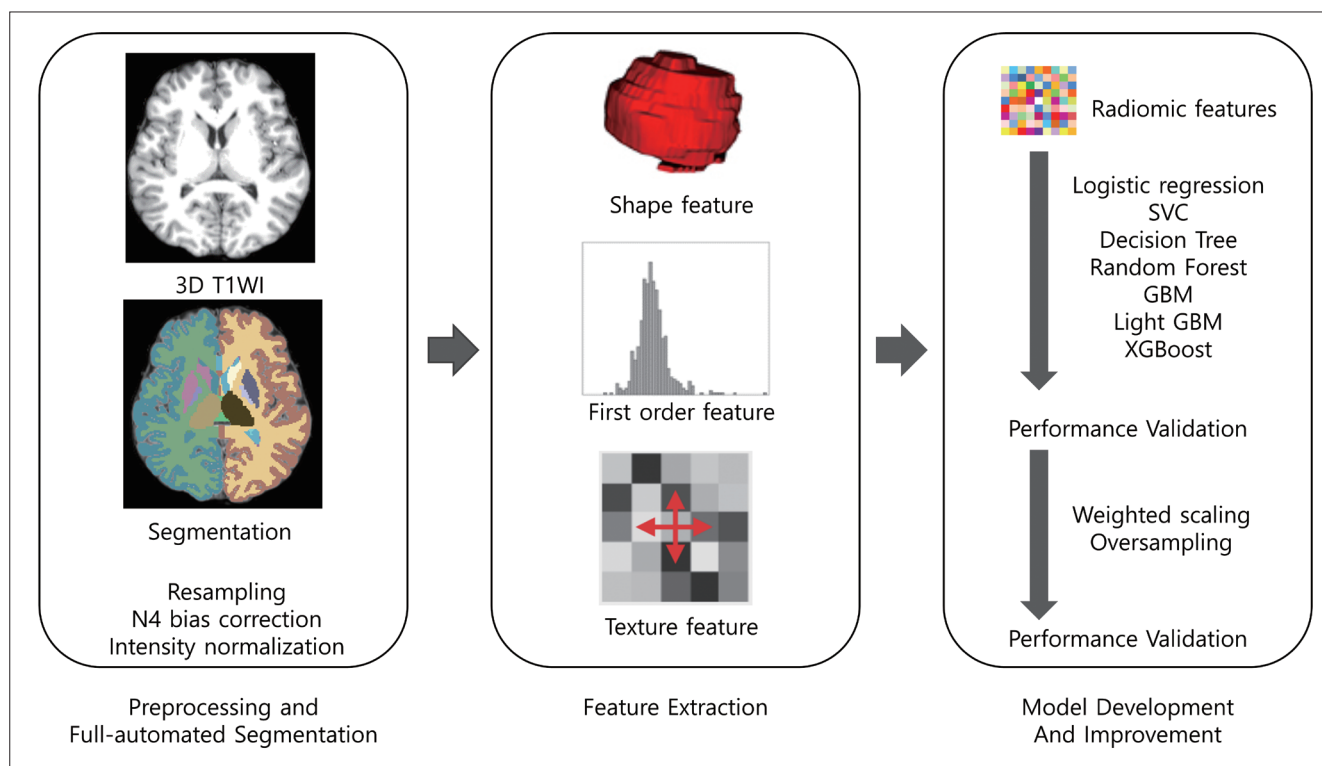 3D T1WI
Segmentation
Resampling
N4 bias correction
Intensity normalization
Preprocessing and
Full-automated Segmentation
Shape feature
First order feature
Texture feature
Feature Extraction
Radiomic features
Logistic regression
SVC
Decision Tree
Random Forest
GBM
Light GBM
XGBoost
Performance Validation
Weighted scaling
Oversampling
Performance Validation
Model Development
And Improvement